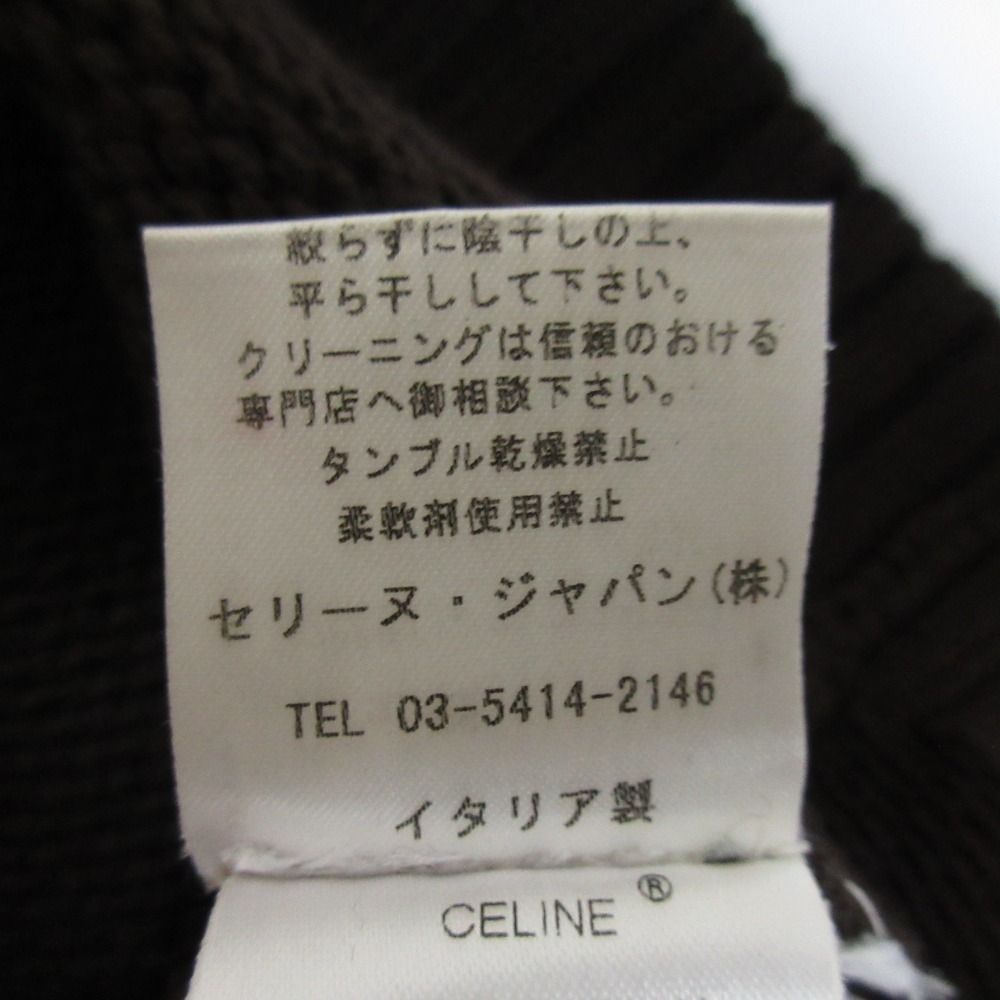 絞らずに陰干しの上、
平ら干しして下さい。
クリーニングは信頼のおける
専門店へ御相談下さい。
タンブル乾燥禁止
柔軟剤使用禁止
セリーヌ・ジャパン(株)
TEL 03-5414-2146
イタリア製
CELINE®